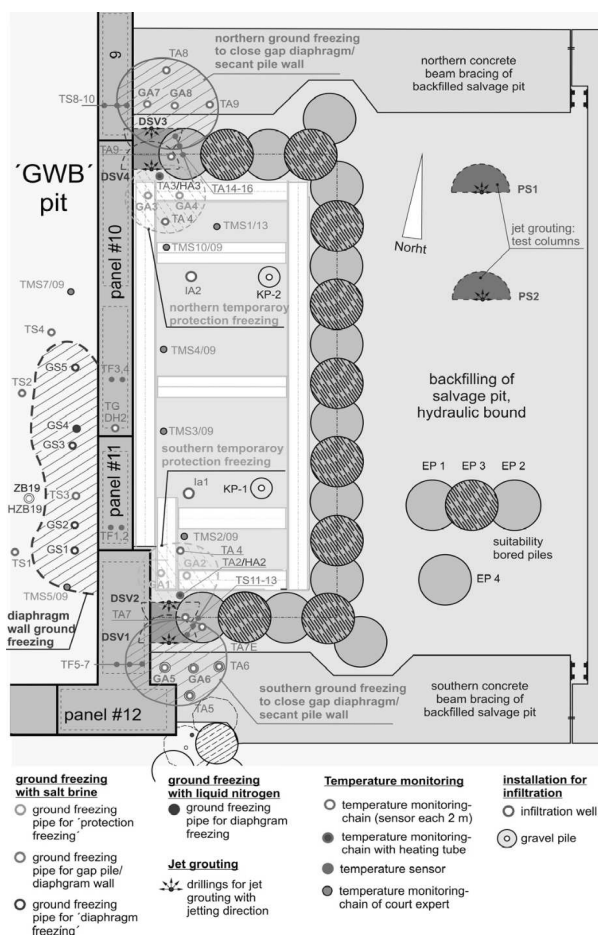 9
TA8
northern ground freezing
to close gap diaphragm/
secant pile wall
northern concrete
beam bracing of
backfilled salvage pit
GA7
GA8
TS8-10
TA9
DSV3
TA9
DSV4
´GWB´
pit
TA3/HA3
TA14-16
GA3
GA4
TA 4
TMS1/13
TMS10/09
panel #10
PS1
jet grouting:
test columns
PS2
Norht
IA2
KP-2
TMS7/09
northern temporaroy
protection freezing
TS4
TMS4/09
GS5
TS2
TF3,4
backfilling of
salvage pit,
hydraulic bound
GS4
TG
DH2
TMS3/09
GS3
southern temporaroy
protection freezing
panel #11
EP 1
EP 3
EP 2
ZB19
HZB19
TS3
Ia1
KP-1
GS2
TF1,2
suitability
bored piles
TS1
GS1
TMS2/09
TA 4
GA2
TA2/HA2
GA1
TS11-13
EP 4
TMS5/09
DSV2
TA7
diaphragm
wall ground
freezing
DSV1
TA7E
TF5-7
GA5
GA6
TA6
southern ground freezing
to close gap diaphragm/
secant pile wall
southern concrete
beam bracing of
backfilled salvage pit
panel #12
TA5
ground freezing
with salt brine
ground freezing
pipe for ´protection
freezing´
ground freezing
pipe for gap pile/
diaphgram wall
ground freezing
pipe for ´diaphragm
freezing´
ground freezing
with liquid nitrogen
ground freezing
pipe for diaphgram
freezing
Jet grouting
drillings for jet
grouting with
jetting direction
Temperature monitoring
temperature monitoring-
chain (sensor each 2 m)
temperature monitoring-
chain with heating tube
temperature sensor
temperature monitoring-
chain of court expert
installation for
infiltration
infiltration well
gravel pile